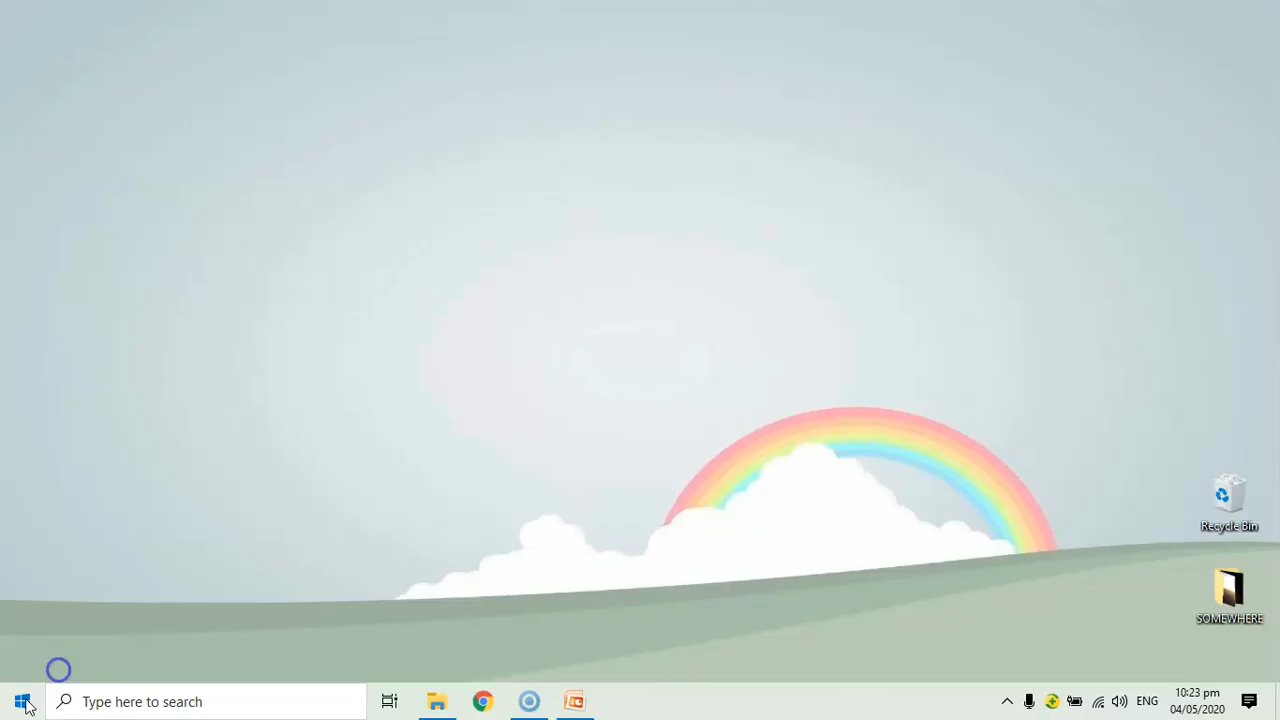 Recycle Bin
SOMEWHERE
Type here to search
ENG
10:23 pm
04/05/2020